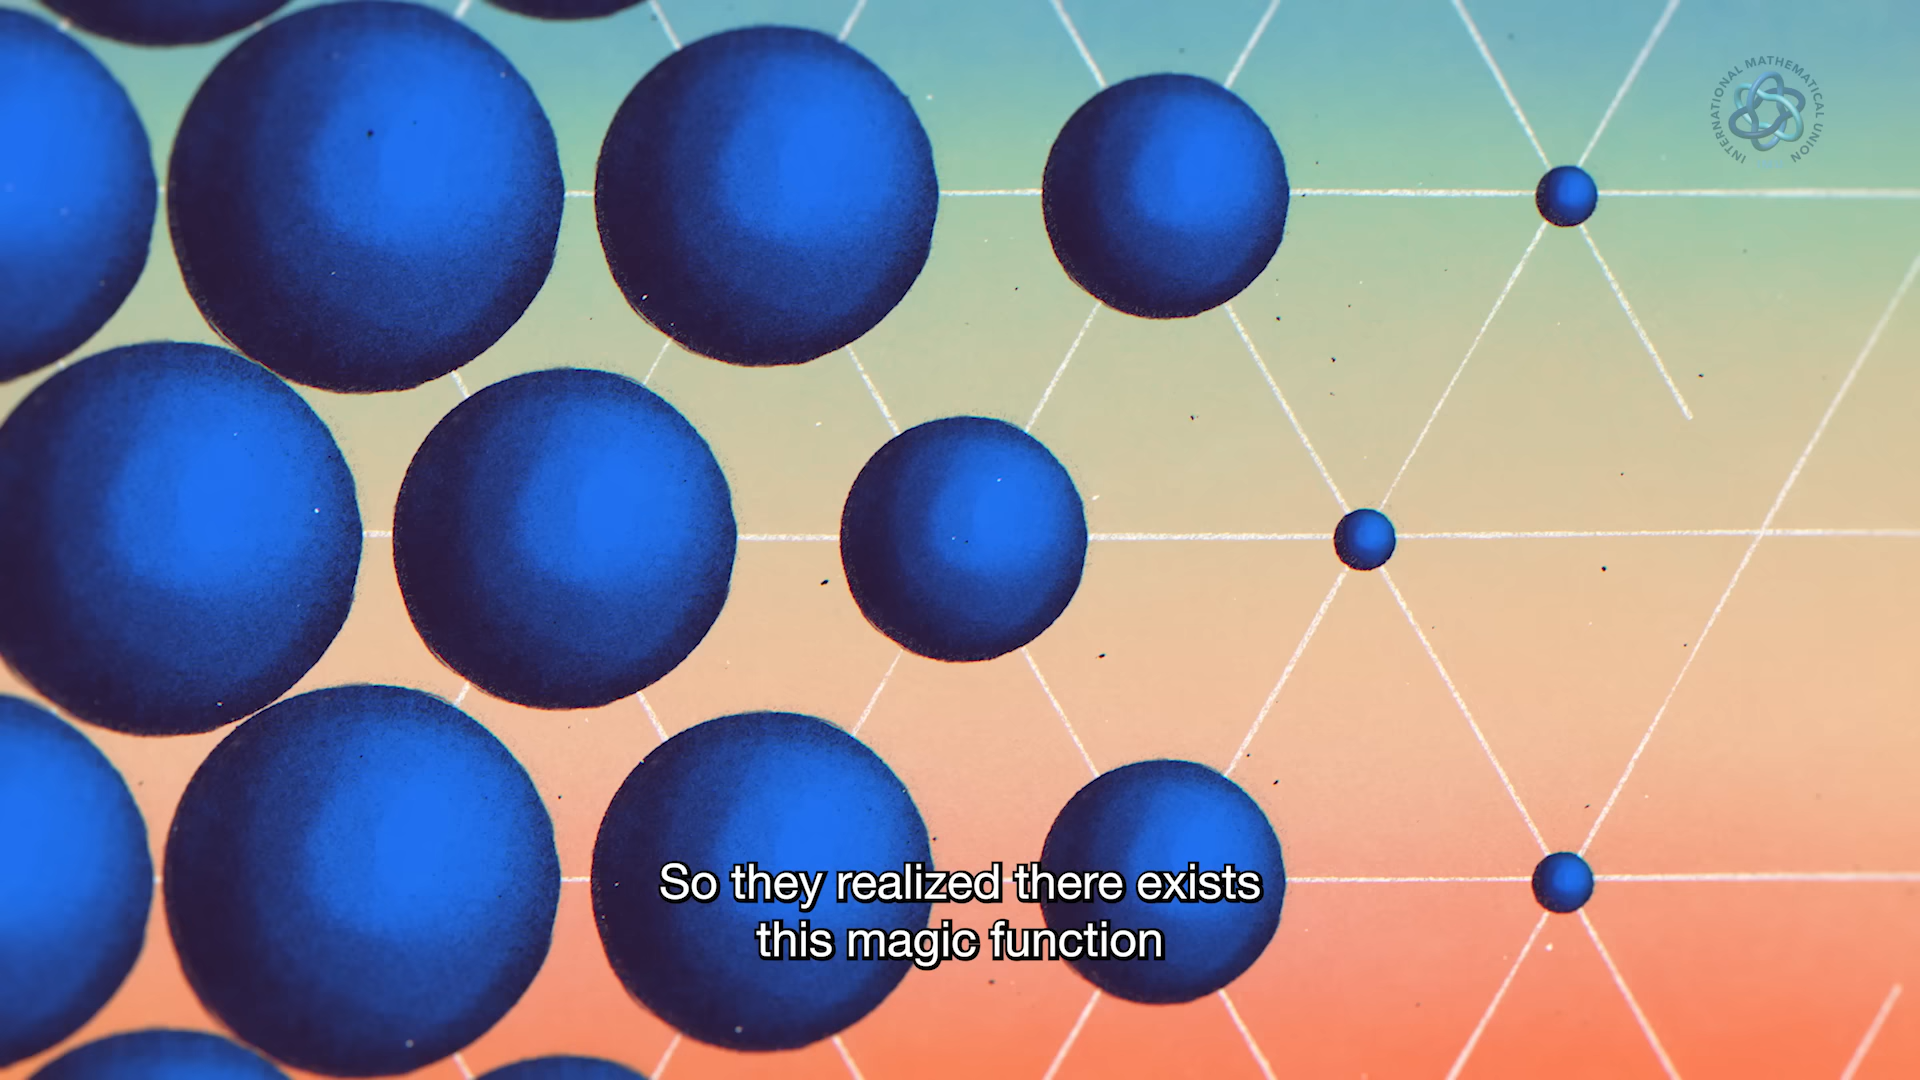 INTERNATIONAL MATHEMATICAL UNION
So they realized there exists
this magic function